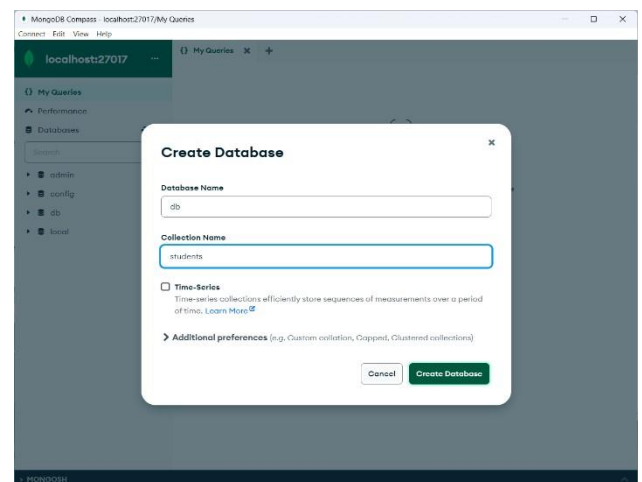 MongoDB Compass - localhost:27017/My Queries
Connect Edit View Help
localhost:27017 ...
{} My Queries
{} My Queries
Performance
Databases
Search
admin
config
db
local
Create Database
Database Name
db
Collection Name
students
Time-Series
Time-series collections efficiently store sequences of measurements over a period
of time. Learn More
Additional preferences (e.g. Custom collation, Capped, Clustered collections)
Cancel Create Database
>MONGOSH